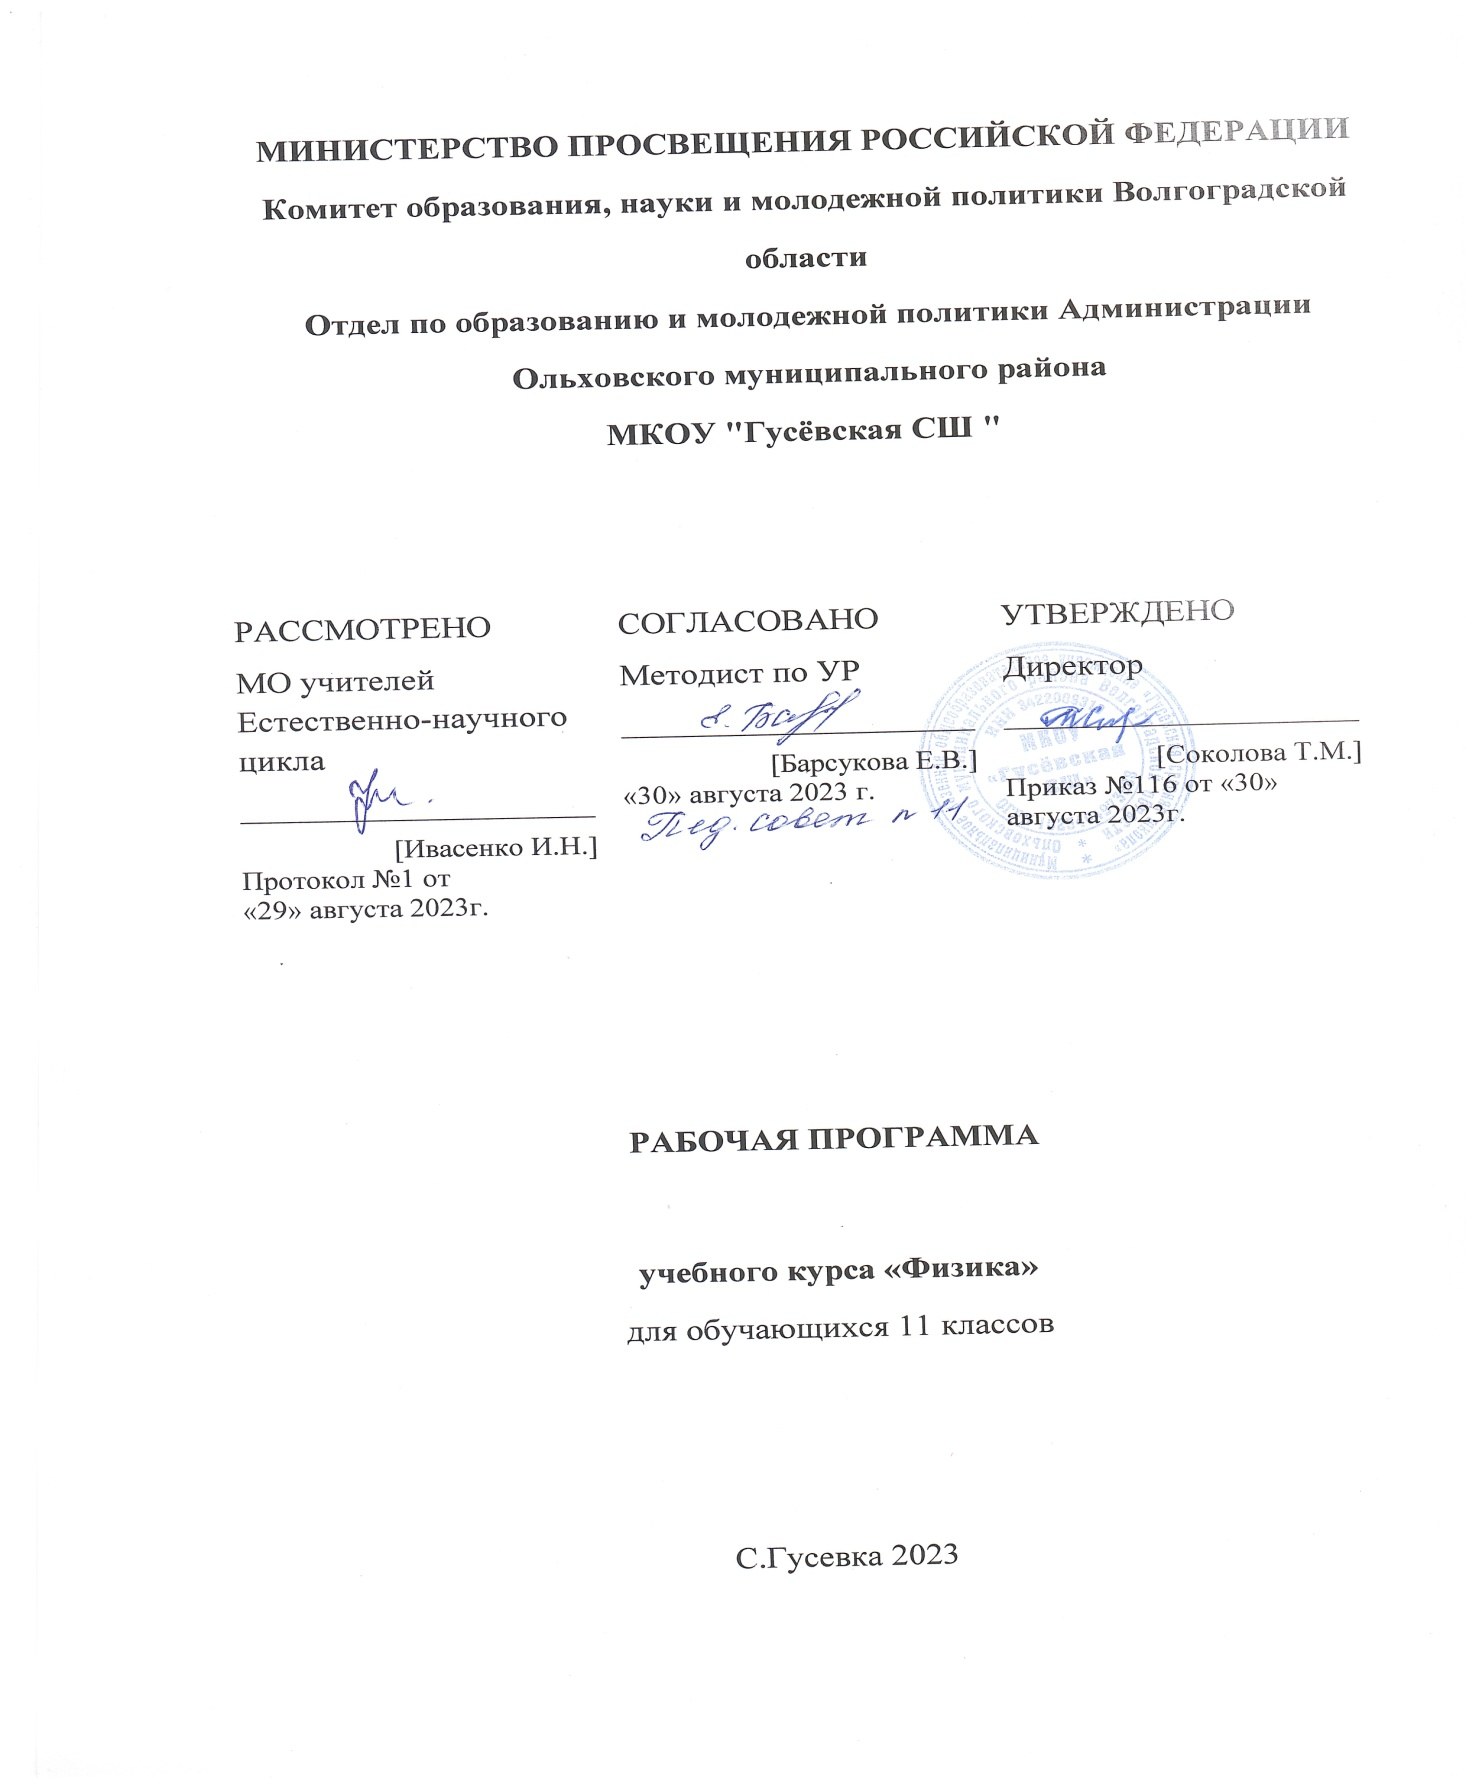 МИНИСТЕРСТВО ПРОСВЕЩЕНИЯ РОССИЙСКОЙ ФЕДЕРАЦИИ
Комитет образования, науки и молодежной политики Волгоградской
области
Отдел по образованию и молодежной политики Администрации
Ольховского муниципального района
МКОУ "Гусёвская СШ "
РАССМОТРЕНО
МО учителей
Естественно-научного
цикла
[Ивасенко И.Н.]
Протокол №1 от
«29» августа 2023г.
СОГЛАСОВАНО
Методист по УР
[Барсукова Е.В.]
«30» августа 2023 г.
Пед. совет п 11
УТВЕРЖДЕНО
Директор
[Соколова Т.М.]
Приказ №116 от «30»
августа 2023г.
МКОУ
«Гусёвская
РАБОЧАЯ ПРОГРАММА
учебного курса «Физика»
для обучающихся 11 классов
С.Гусевка 2023